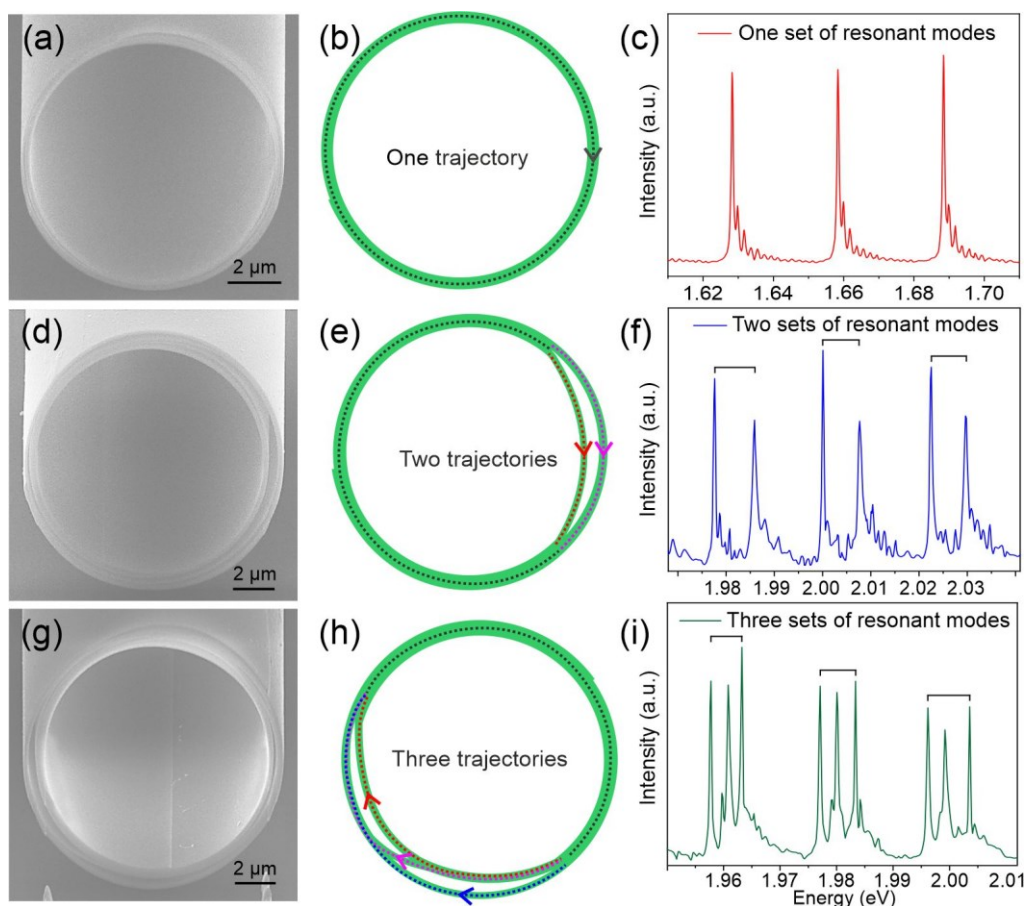 (a)
2 μm
(b)
One trajectory
(c)
One set of resonant modes
Intensity (a.u.)
1.62 1.64 1.66 1.68 1.70
(d)
2 μm
(e)
Two trajectories
(f)
Two sets of resonant modes
Intensity (a.u.)
1.98 1.99 2.00 2.01 2.02 2.03
(g)
2 μm
(h)
Three trajectories
(i)
Three sets of resonant modes
Intensity (a.u.)
1.96 1.97 1.98 1.99 2.00 2.01
Energy (eV)